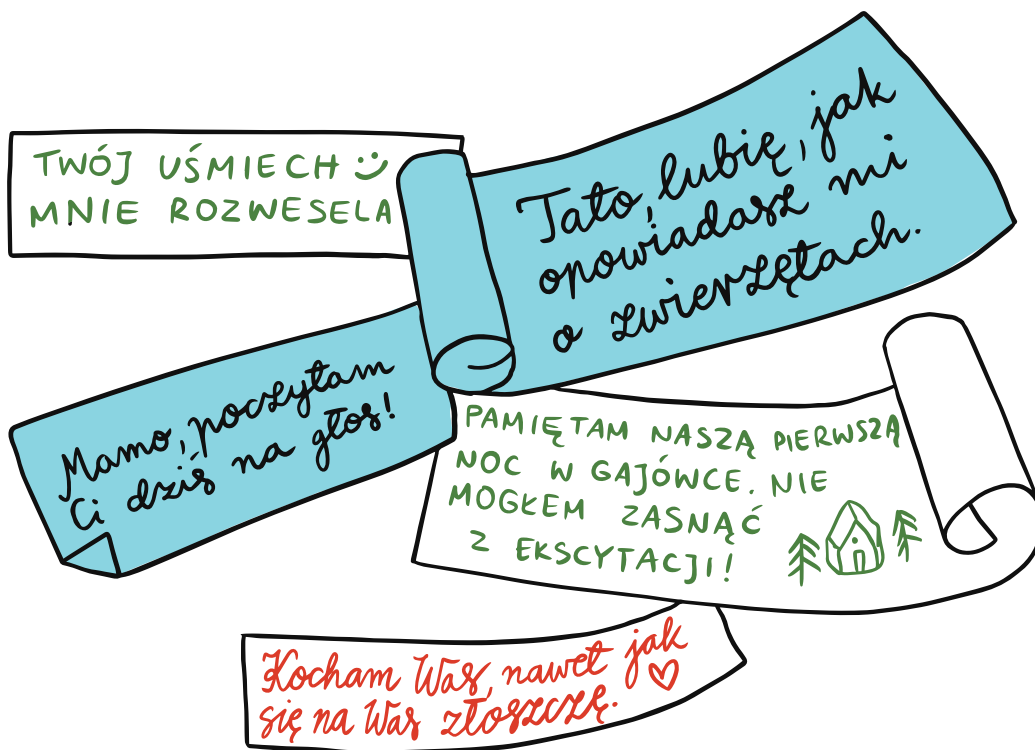 TWÓJ UŚMIECH
MNIE ROZWESELA
Tato, lubię, jak
opowiadasz mi
o zwierzętach.
Mamo, poczytam
Ci dziś na głos!
PAMIĘTAM NASZĄ PIERWSZĄ
NOC W GAJÓWCE. NIE
MOGŁEM ZASNĄĆ
Z EKSCYTACJI!
Kocham Was, nawet jak
się na Was złoszczę.